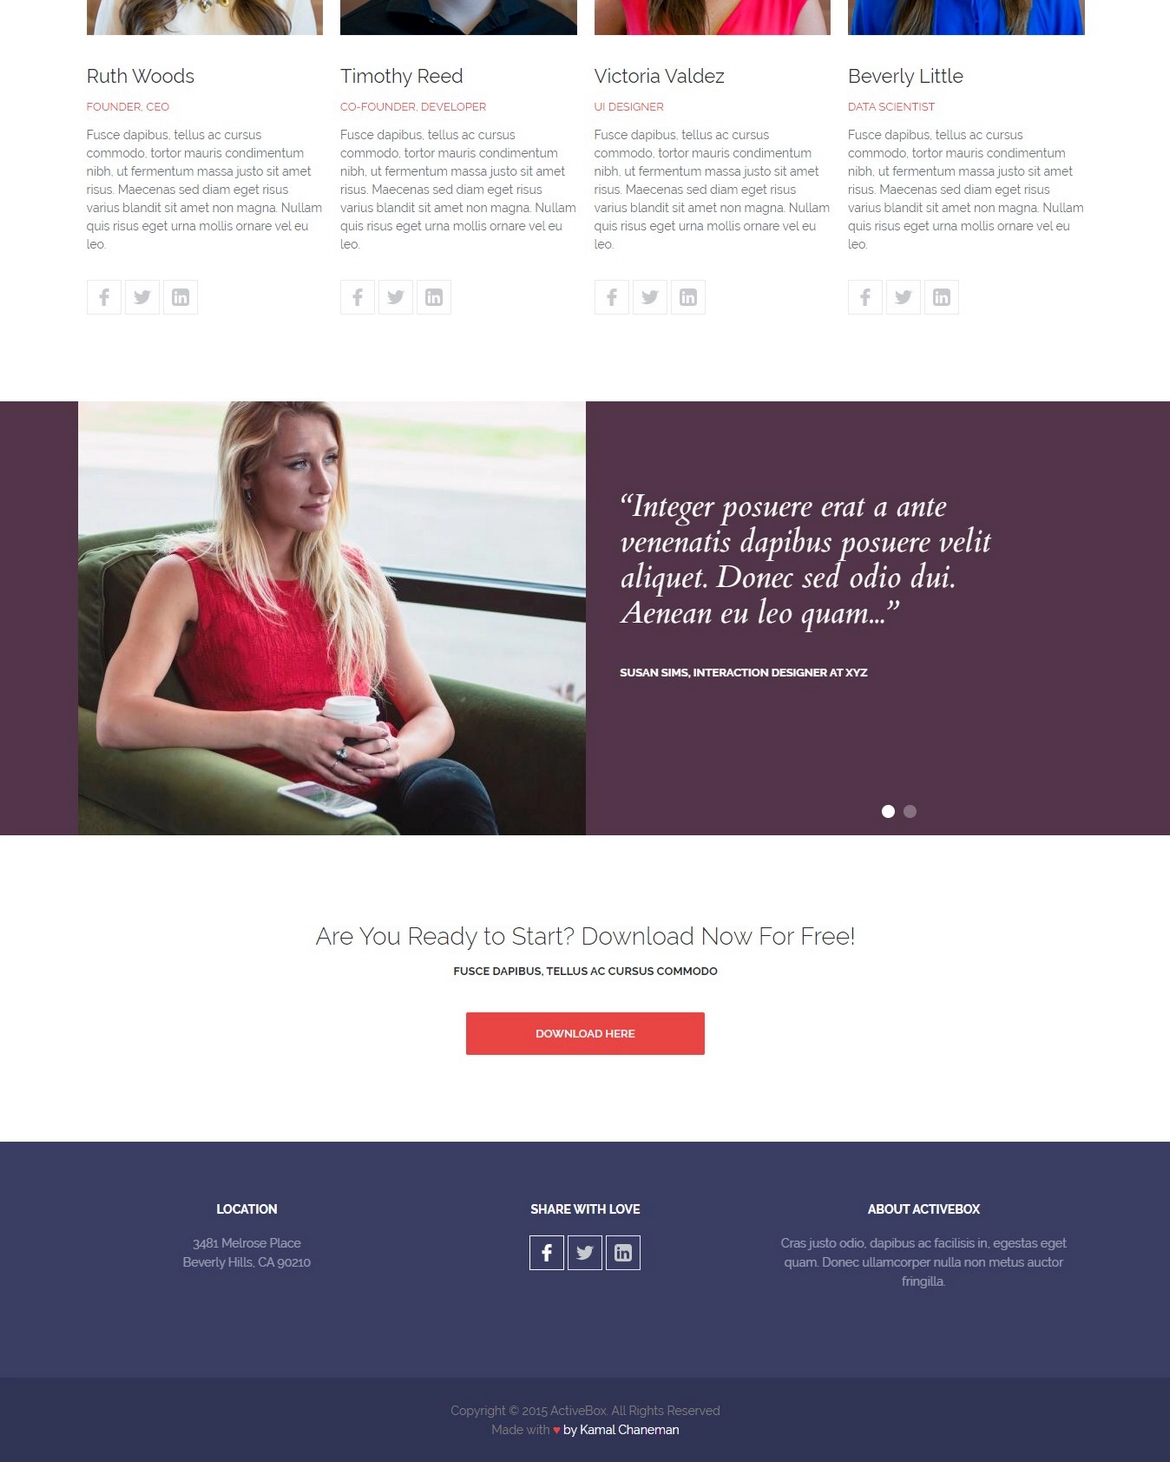 Ruth Woods
FOUNDER, CEO
Fusce dapibus, tellus ac cursus
commodo, tortor mauris condimentum
nibh, ut fermentum massa justo sit amet
risus. Maecenas sed diam eget risus
varius blandit sit amet non magna. Nullam
quis risus eget urna mollis ornare vel eu
leo.
Timothy Reed
CO-FOUNDER, DEVELOPER
Fusce dapibus, tellus ac cursus
commodo, tortor mauris condimentum
nibh, ut fermentum massa justo sit amet
risus. Maecenas sed diam eget risus
varius blandit sit amet non magna. Nullam
quis risus eget urna mollis ornare vel eu
leo.
Victoria Valdez
UI DESIGNER
Fusce dapibus, tellus ac cursus
commodo, tortor mauris condimentum
nibh, ut fermentum massa justo sit amet
risus. Maecenas sed diam eget risus
varius blandit sit amet non magna. Nullam
quis risus eget urna mollis ornare vel eu
leo.
Beverly Little
DATA SCIENTIST
Fusce dapibus, tellus ac cursus
commodo, tortor mauris condimentum
nibh, ut fermentum massa justo sit amet
risus. Maecenas sed diam eget risus
varius blandit sit amet non magna. Nullam
quis risus eget urna mollis ornare vel eu
leo.
“Integer posuere erat a ante
venenatis dapibus posuere velit
aliquet. Donec sed odio dui.
Aenean eu leo quam...”
SUSAN SIMS, INTERACTION DESIGNER AT XYZ
Are You Ready to Start? Download Now For Free!
FUSCE DAPIBUS, TELLUS AC CURSUS COMMODO
DOWNLOAD HERE
LOCATION
3481 Melrose Place
Beverly Hills, CA 90210
SHARE WITH LOVE
ABOUT ACTIVEBOX
Cras justo odio, dapibus ac facilisis in, egestas eget
quam. Donec ullamcorper nulla non metus auctor
fringilla.
Copyright © 2015 ActiveBox. All Rights Reserved
Made with ♥ by Kamal Chaneman